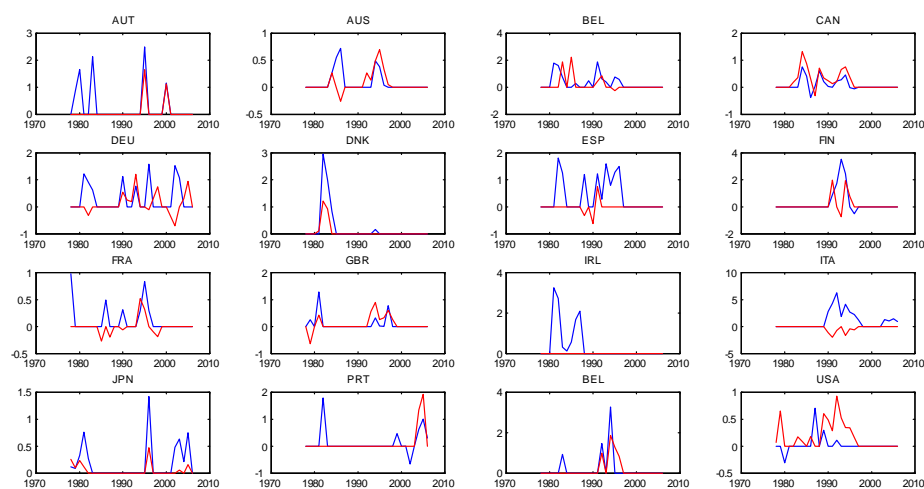 AUT AUS BEL CAN
3 1 4 2
2 0.5 2 1
1 0 0 0
0 -0.5 -2 -1
1970 1980 1990 2000 2010 1970 1980 1990 2000 2010 1970 1980 1990 2000 2010 1970 1980 1990 2000 2010
DEU DNK ESP FIN
2 3 2 4
1 2 1 2
0 1 0 0
-1 0 -1 -2
1970 1980 1990 2000 2010 1970 1980 1990 2000 2010 1970 1980 1990 2000 2010 1970 1980 1990 2000 2010
FRA GBR IRL ITA
1 2 4 10
0.5 1 2 5
0 0 0
-0.5 -1 0 -5
1970 1980 1990 2000 2010 1970 1980 1990 2000 2010 1970 1980 1990 2000 2010 1970 1980 1990 2000 2010
JPN PRT BEL USA
1.5 2 4 1
1 1 3 0.5
0.5 0 2 0
0 -1 1 -0.5
0
1970 1980 1990 2000 2010 1970 1980 1990 2000 2010 1970 1980 1990 2000 2010 1970 1980 1990 2000 2010